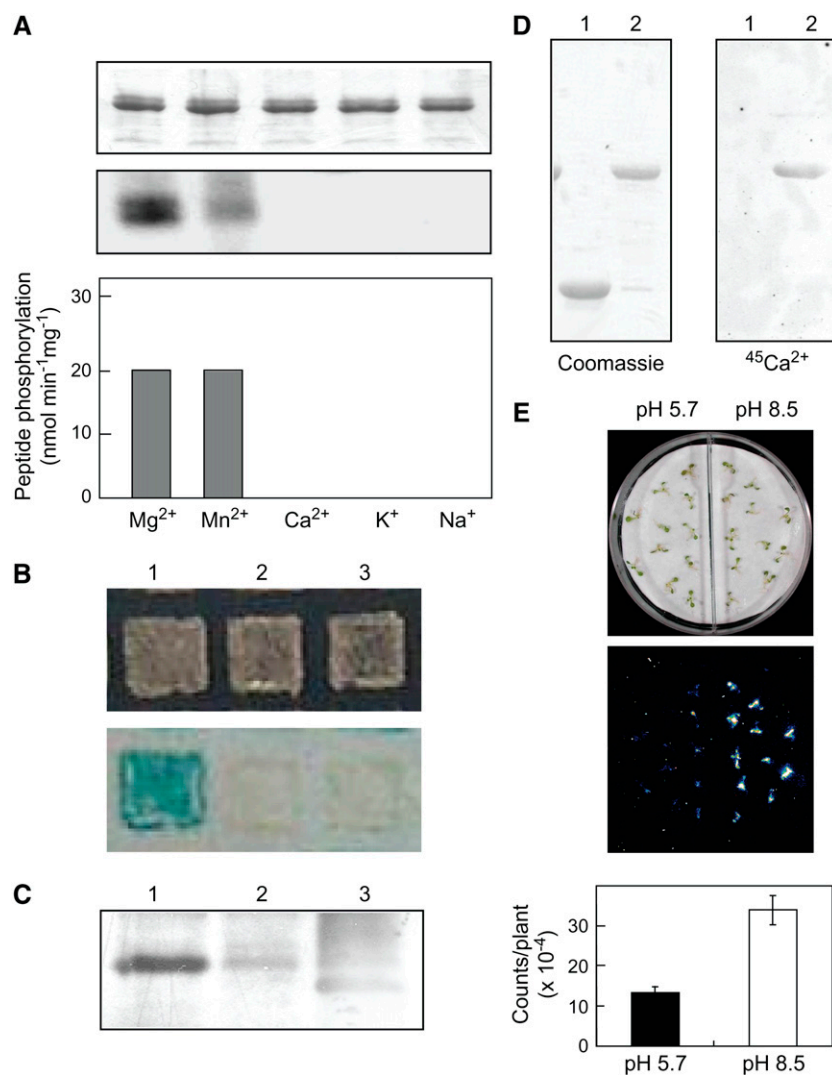 A
Peptide phosphorylation
(nmol min⁻¹mg⁻¹)
30
20
10
0
Mg²⁺ Mn²⁺ Ca²⁺ K⁺ Na⁺
B
1 2 3
C
1 2 3
D
1 2 1 2
Coomassie ⁴⁵Ca²⁺
E
pH 5.7 pH 8.5
Counts/plant
(x 10⁻⁴)
30
20
10
0
pH 5.7 pH 8.5